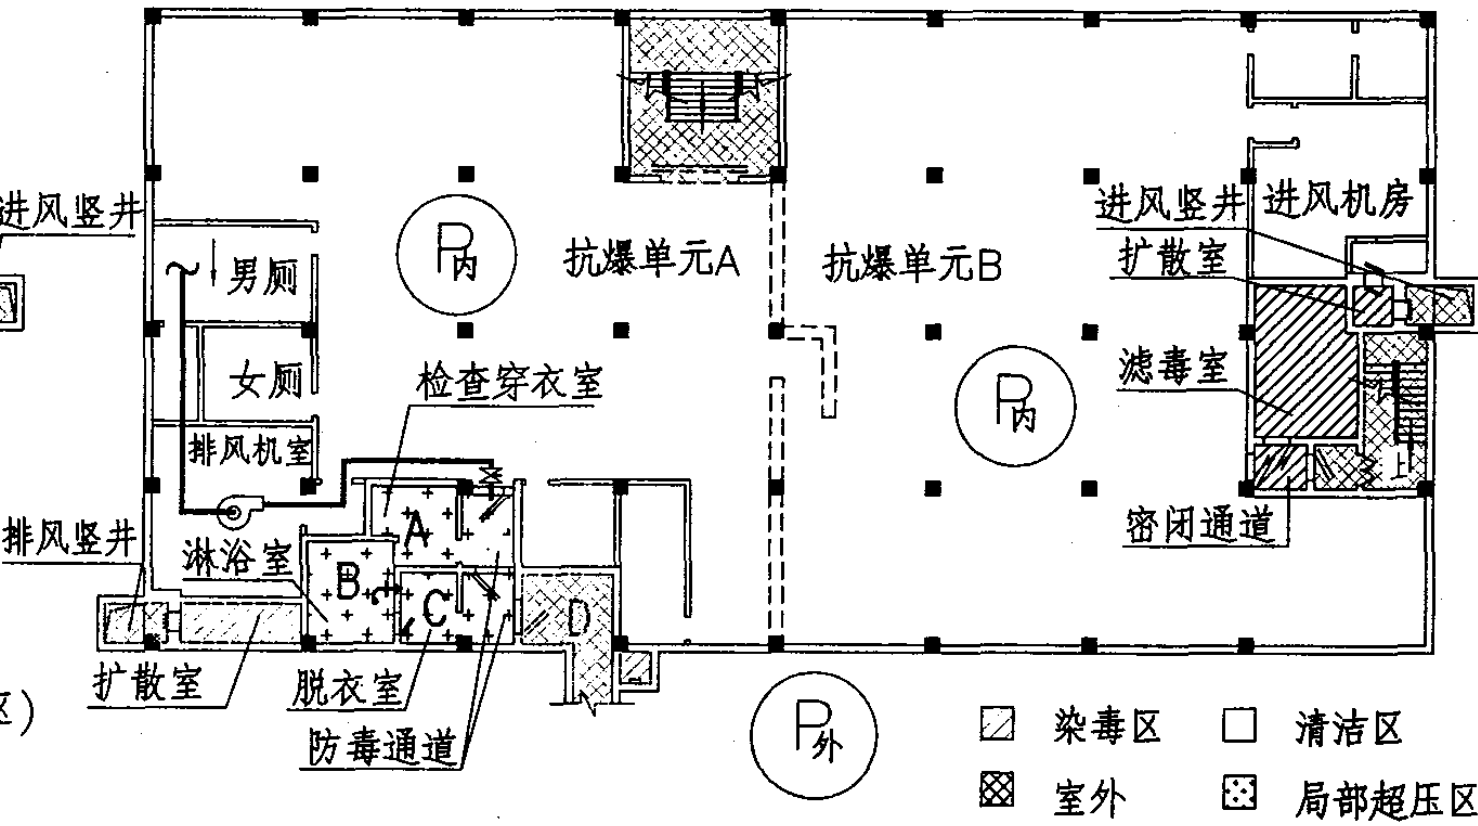 进风竖井
男厕
女厕
排风机室
P内
抗爆单元A
抗爆单元B
进风竖井
进风机房
扩散室
滤毒室
P内
检查穿衣室
排风竖井
淋浴室
A
B
C
D
上
密闭通道
扩散室
脱衣室
防毒通道
P外
区)
染毒区
清洁区
室外
局部超压区